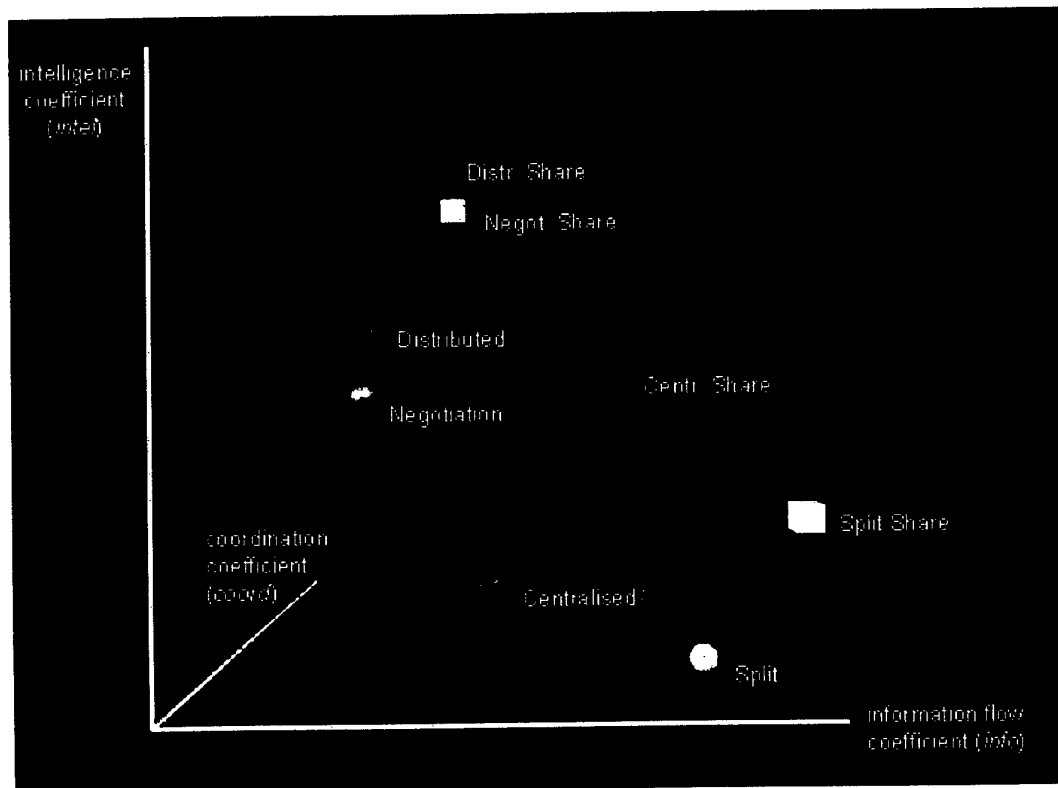 intelligence
coefficient
(intel)
Distr. Share
Negot. Share
Distributed
Centr. Share
Negotiation
Split Share
coordination
coefficient
(coord)
Centralised
Split
information flow
coefficient (info)